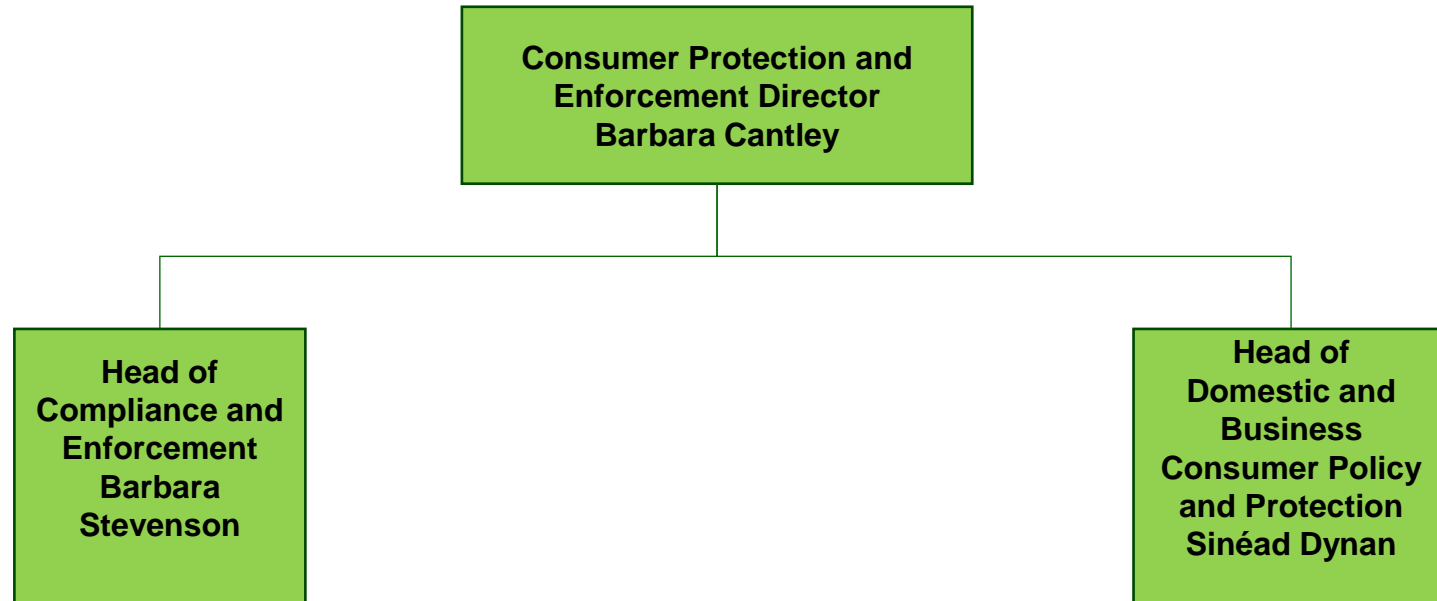 Consumer Protection and
Enforcement Director
Barbara Cantley
Head of
Compliance and
Enforcement
Barbara
Stevenson
Head of
Domestic and
Business
Consumer Policy
and Protection
Sinéad Dynan